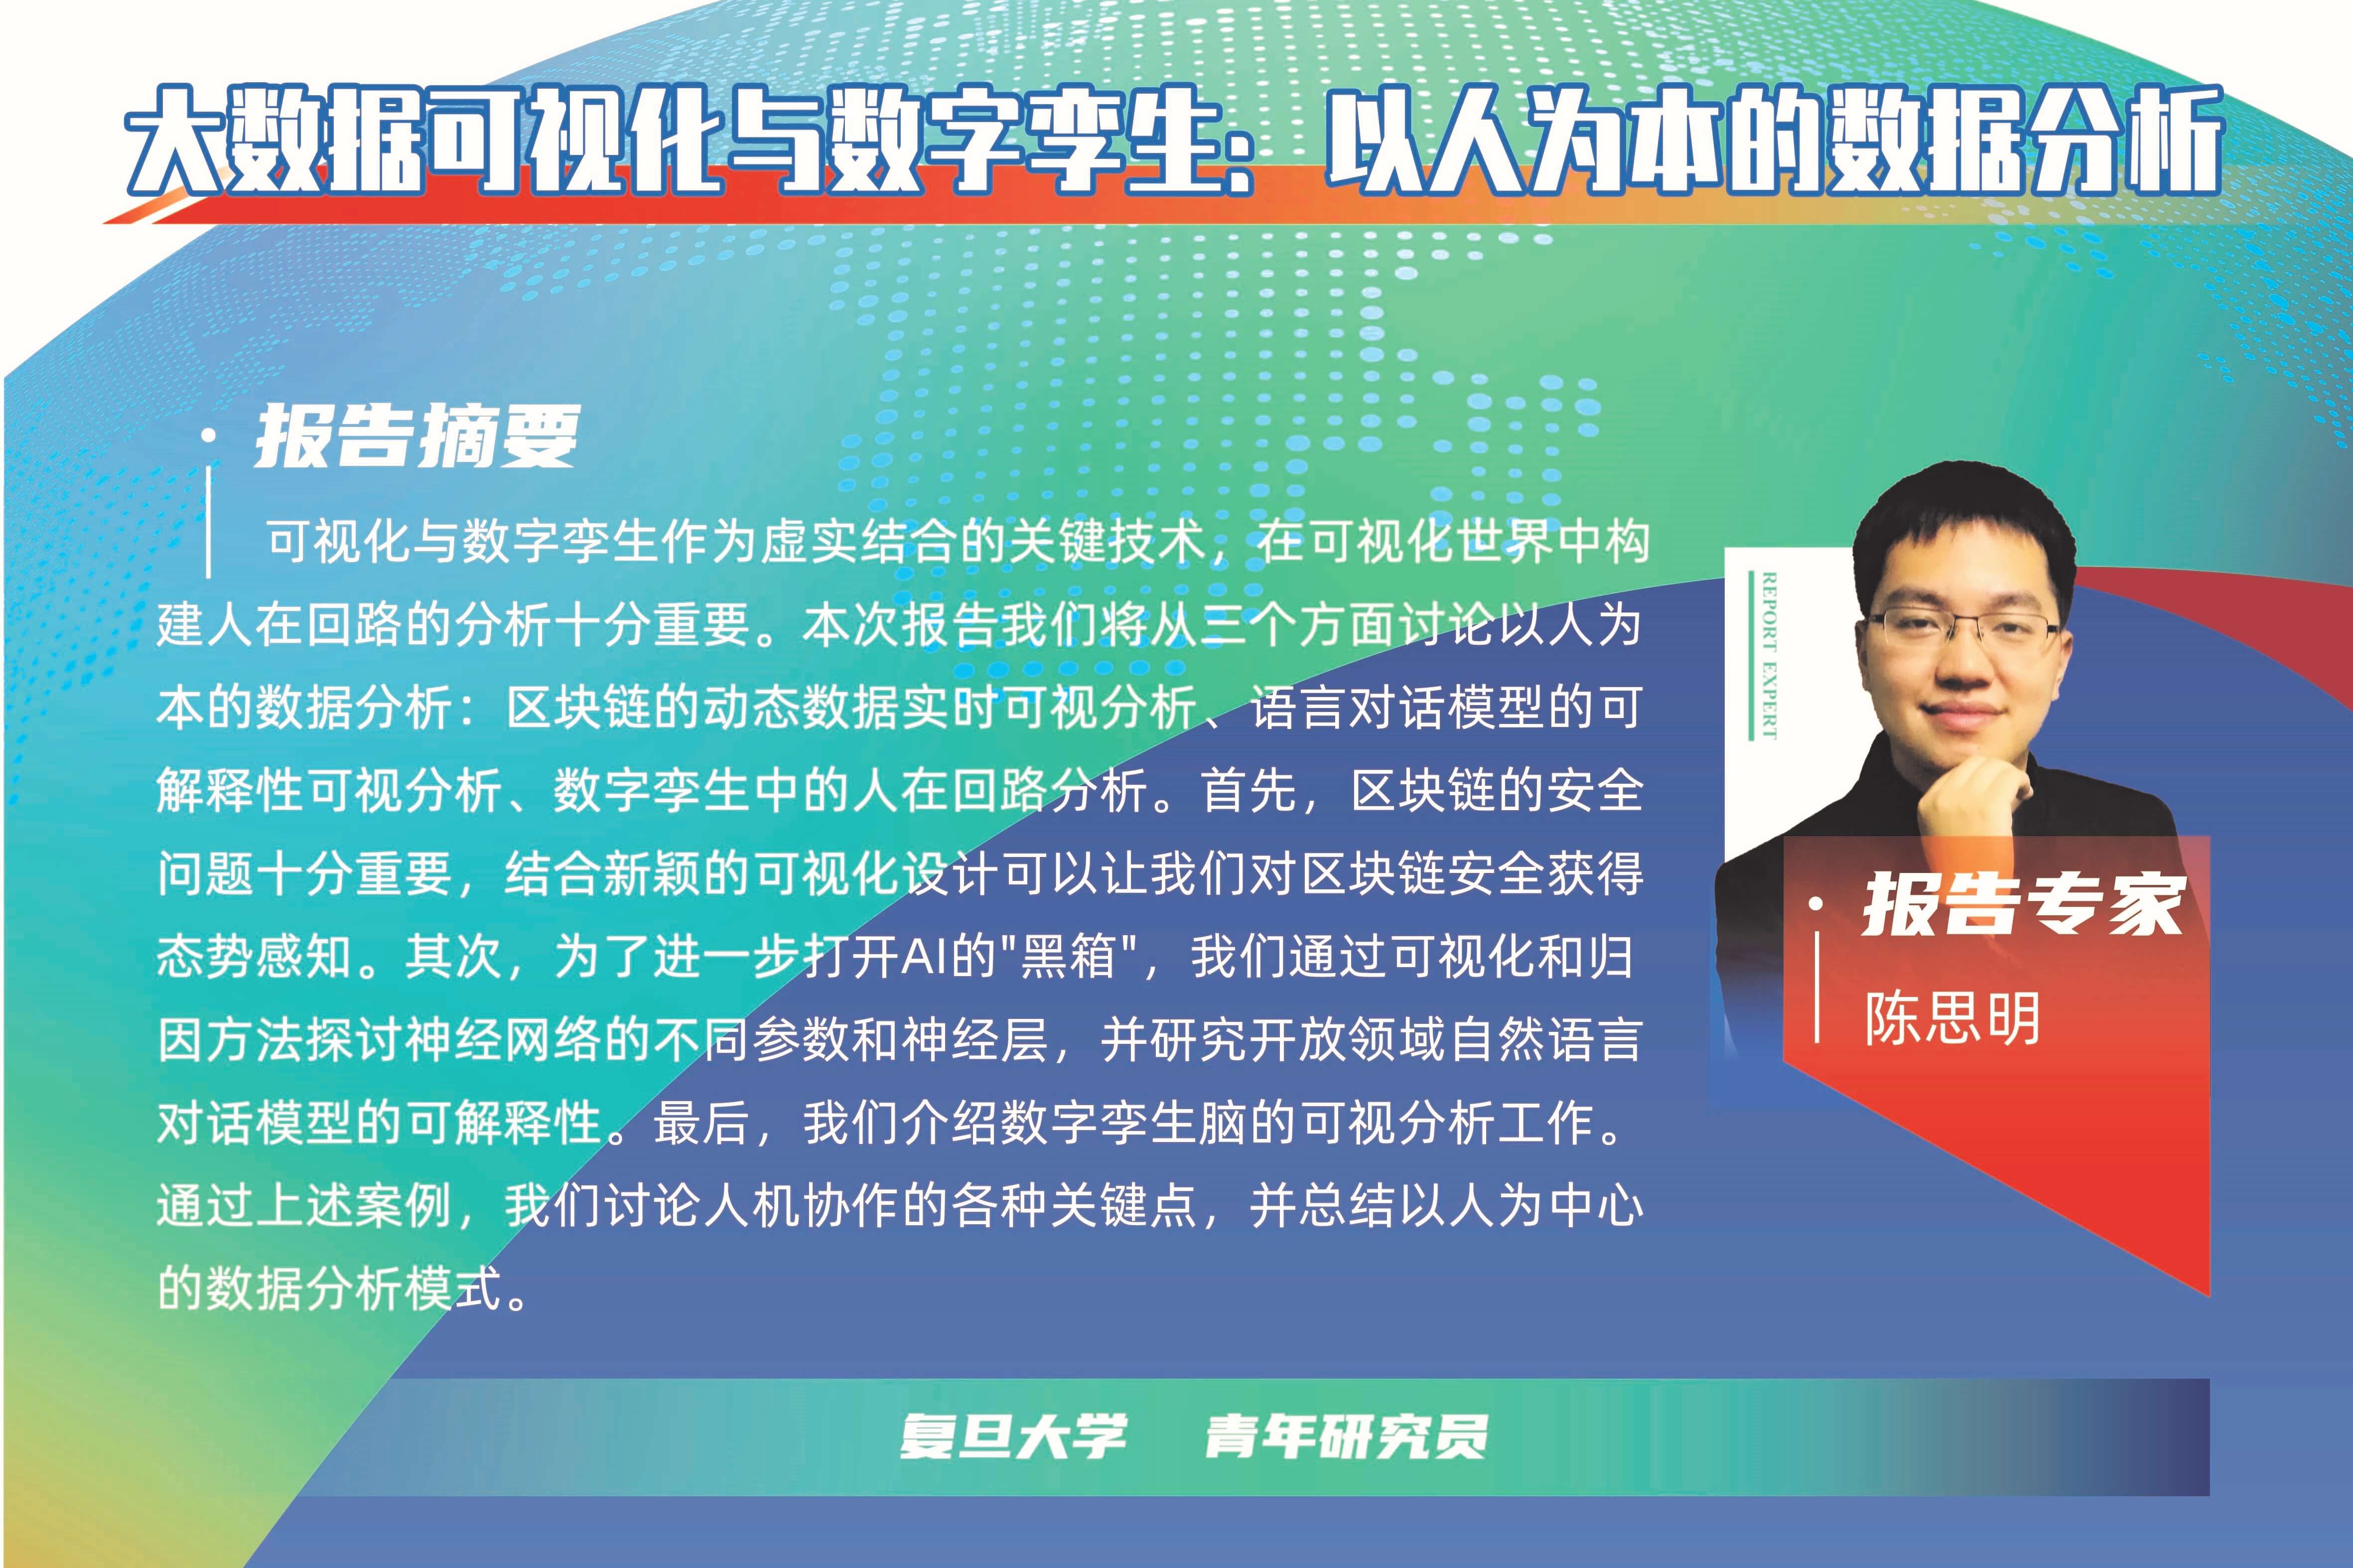 大数据可视化与数字孪生：以人为本的数据分析
报告摘要
可视化与数字孪生作为虚实结合的关键技术，在可视化世界中构
建人在回路的分析十分重要。本次报告我们将从三个方面讨论以人为
本的数据分析：区块链的动态数据实时可视分析、语言对话模型的可
解释性可视分析、数字孪生中的人在回路分析。首先，区块链的安全
问题十分重要，结合新颖的可视化设计可以让我们对区块链安全获得
态势感知。其次，为了进一步打开AI的"黑箱"，我们通过可视化和归
因方法探讨神经网络的不同参数和神经层，并研究开放领域自然语言
对话模型的可解释性。最后，我们介绍数字孪生脑的可视分析工作。
通过上述案例，我们讨论人机协作的各种关键点，并总结以人为中心
的数据分析模式。
REPORT EXPERT
报告专家
陈思明
复旦大学 青年研究员